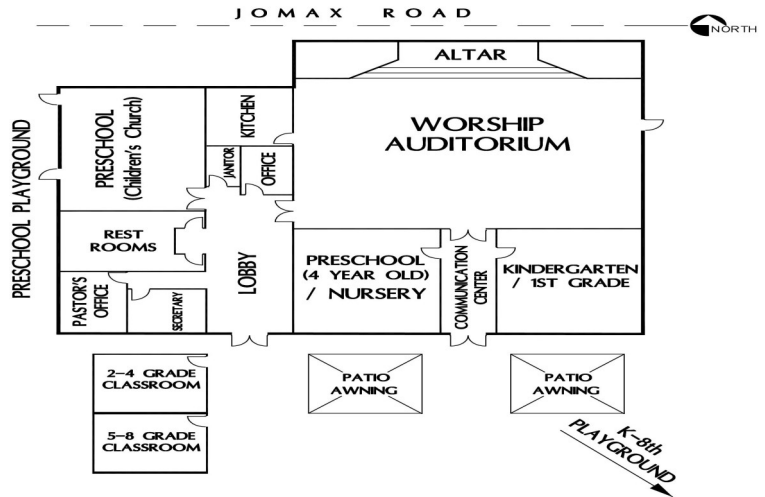 JOMAX ROAD
NORTH
ALTAR
WORSHIP
AUDITORIUM
KITCHEN
PRESCHOOL
(Children's Church)
JANITOR
OFFICE
PRESCHOOL PLAYGROUND
REST
ROOMS
LOBBY
PRESCHOOL
(4 YEAR OLD)
/ NURSERY
COMMUNICATION
CENTER
KINDERGARTEN
/ 1ST GRADE
PASTOR'S
OFFICE
SECRETARY
2-4 GRADE
CLASSROOM
PATIO
AWNING
PATIO
AWNING
5-8 GRADE
CLASSROOM
K-8th
PLAYGROUND